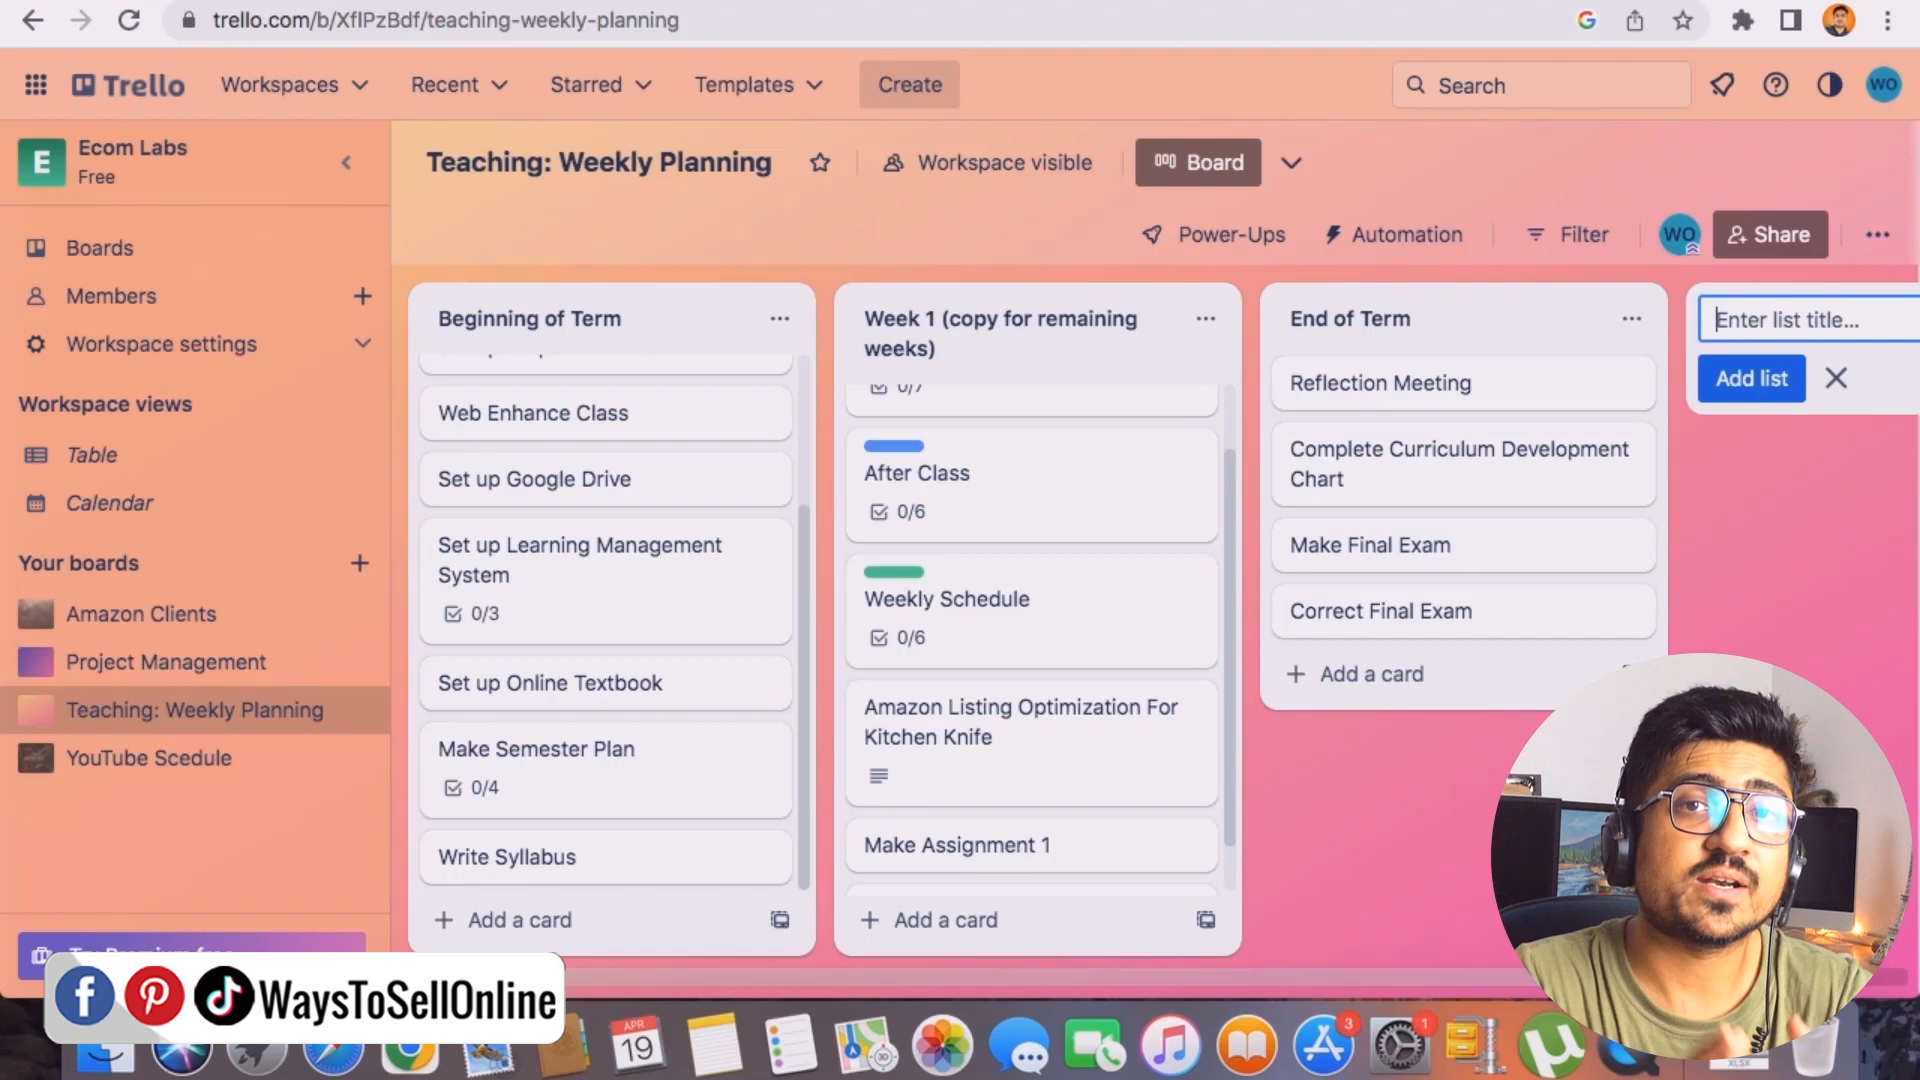 trello.com/b/XflPzBdf/teaching-weekly-planning
Trello
Workspaces
Recent
Starred
Templates
Create
Search
WO
E
Ecom Labs
Free
Teaching: Weekly Planning
Workspace visible
Board
Power-Ups
Automation
Filter
WO
Share
Boards
Members
Workspace settings
Workspace views
Table
Calendar
Your boards
Amazon Clients
Project Management
Teaching: Weekly Planning
YouTube Scedule
Beginning of Term
Web Enhance Class
Set up Google Drive
Set up Learning Management
System
0/3
Set up Online Textbook
Make Semester Plan
0/4
Write Syllabus
Add a card
Week 1 (copy for remaining
weeks)
0/7
After Class
0/6
Weekly Schedule
0/6
Amazon Listing Optimization For
Kitchen Knife
Make Assignment 1
Add a card
End of Term
Reflection Meeting
Complete Curriculum Development
Chart
Make Final Exam
Correct Final Exam
Add a card
Enter list title...
Add list
WaysToSellOnline
APR
19
3
1
XLSX